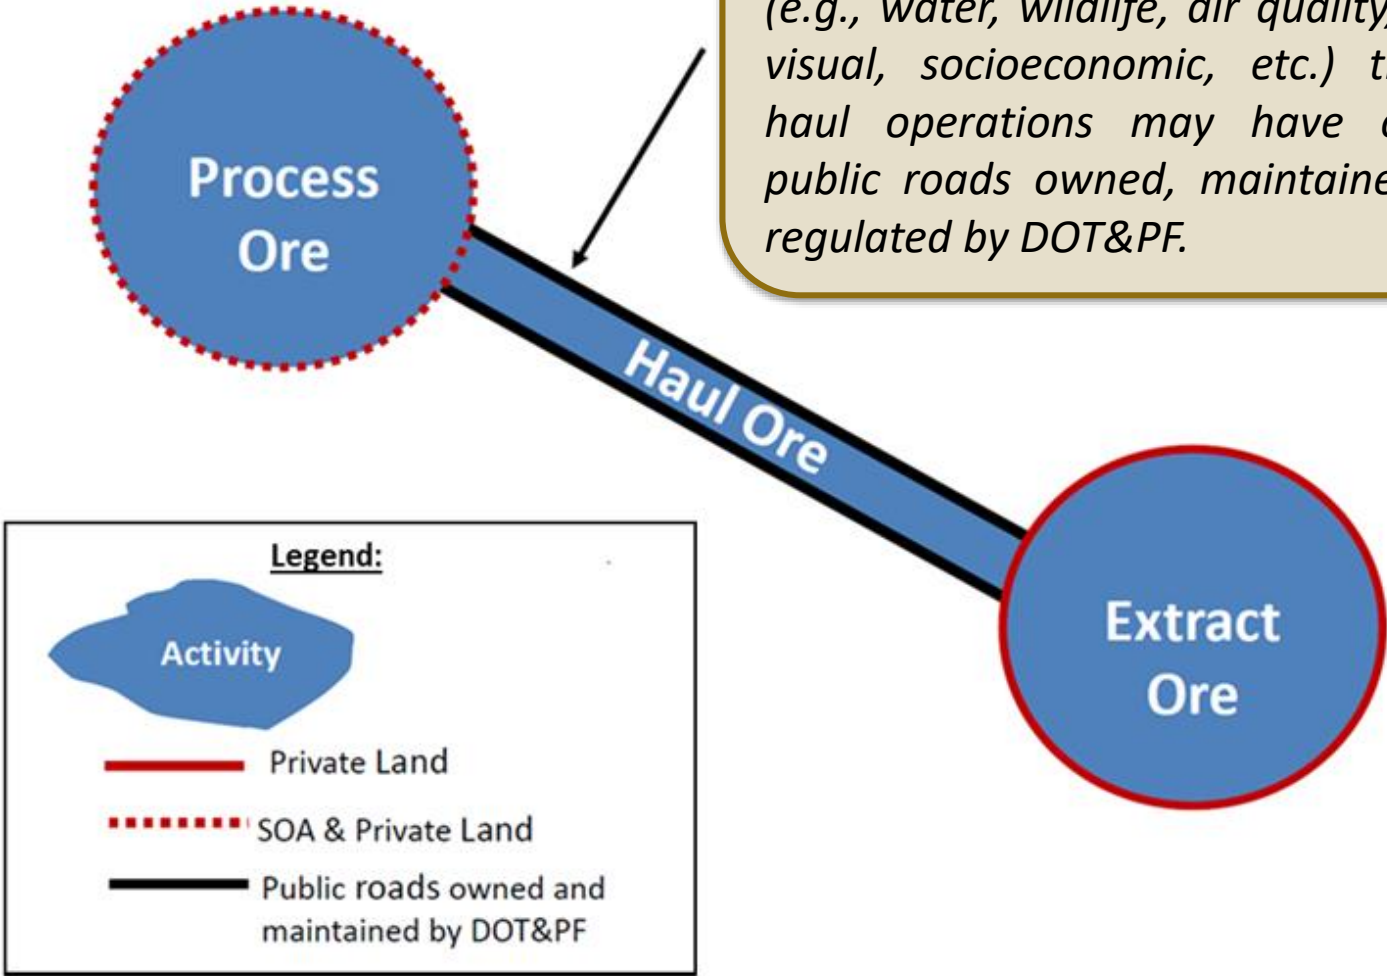 (e.g., water, wildlife, air quality,
visual, socioeconomic, etc.)
haul operations may have
public roads owned,
regulated by DOT&PF.
Process
Ore
Haul Ore
Extract
Ore
Legend:
Activity
Private Land
SOA & Private Land
Public roads owned and
maintained by DOT&PF